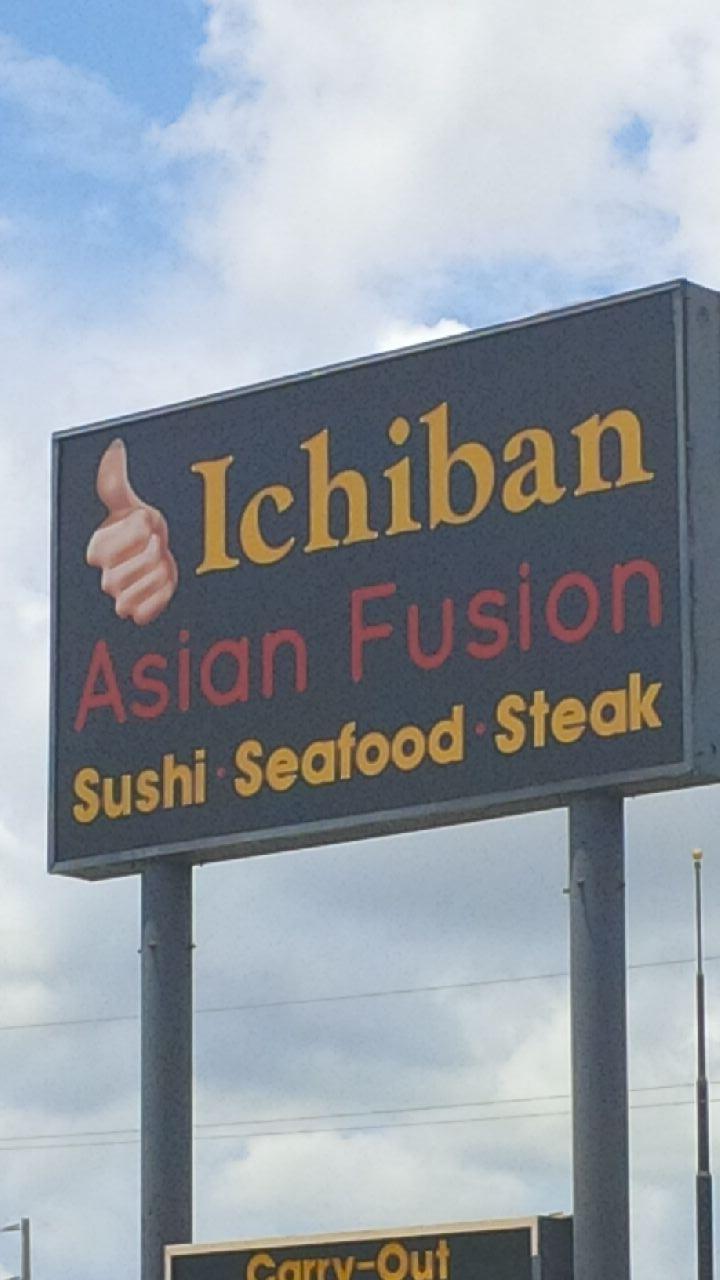 Ichiban
Asian Fusion
Sushi · Seafood · Steak
Carry-Out